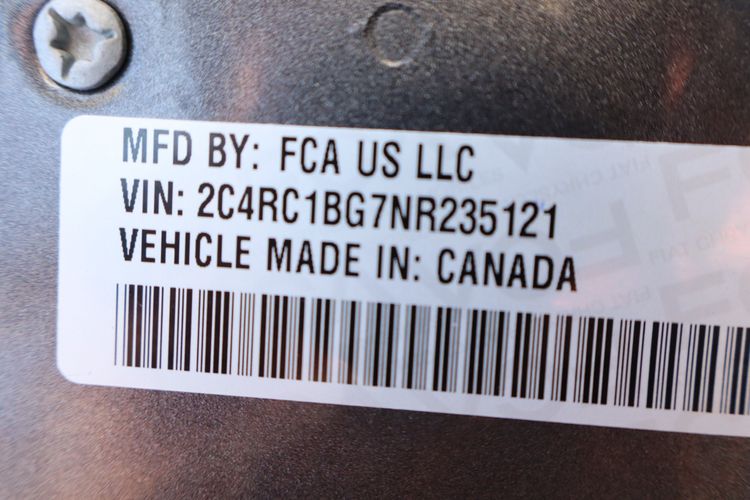 MFD BY: FCA US LLC
VIN: 2C4RC1BG7NR235121
VEHICLE MADE IN: CANADA